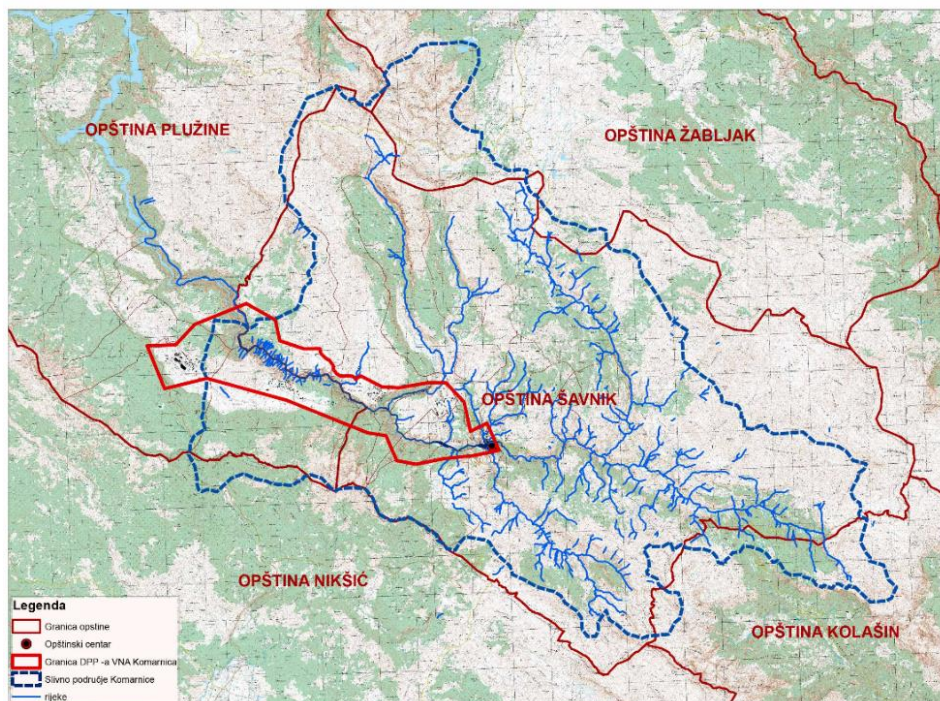 OPŠTINA PLUŽINE
OPŠTINA ŽABLJAK
OPŠTINA ŠAVNIK
OPŠTINA NIKŠIĆ
OPŠTINA KOLAŠIN
Legenda
Granica opstine
Opštinski centar
Granica DPP -a VNA Komarnica
Slivno područje Komarnice
rijeke